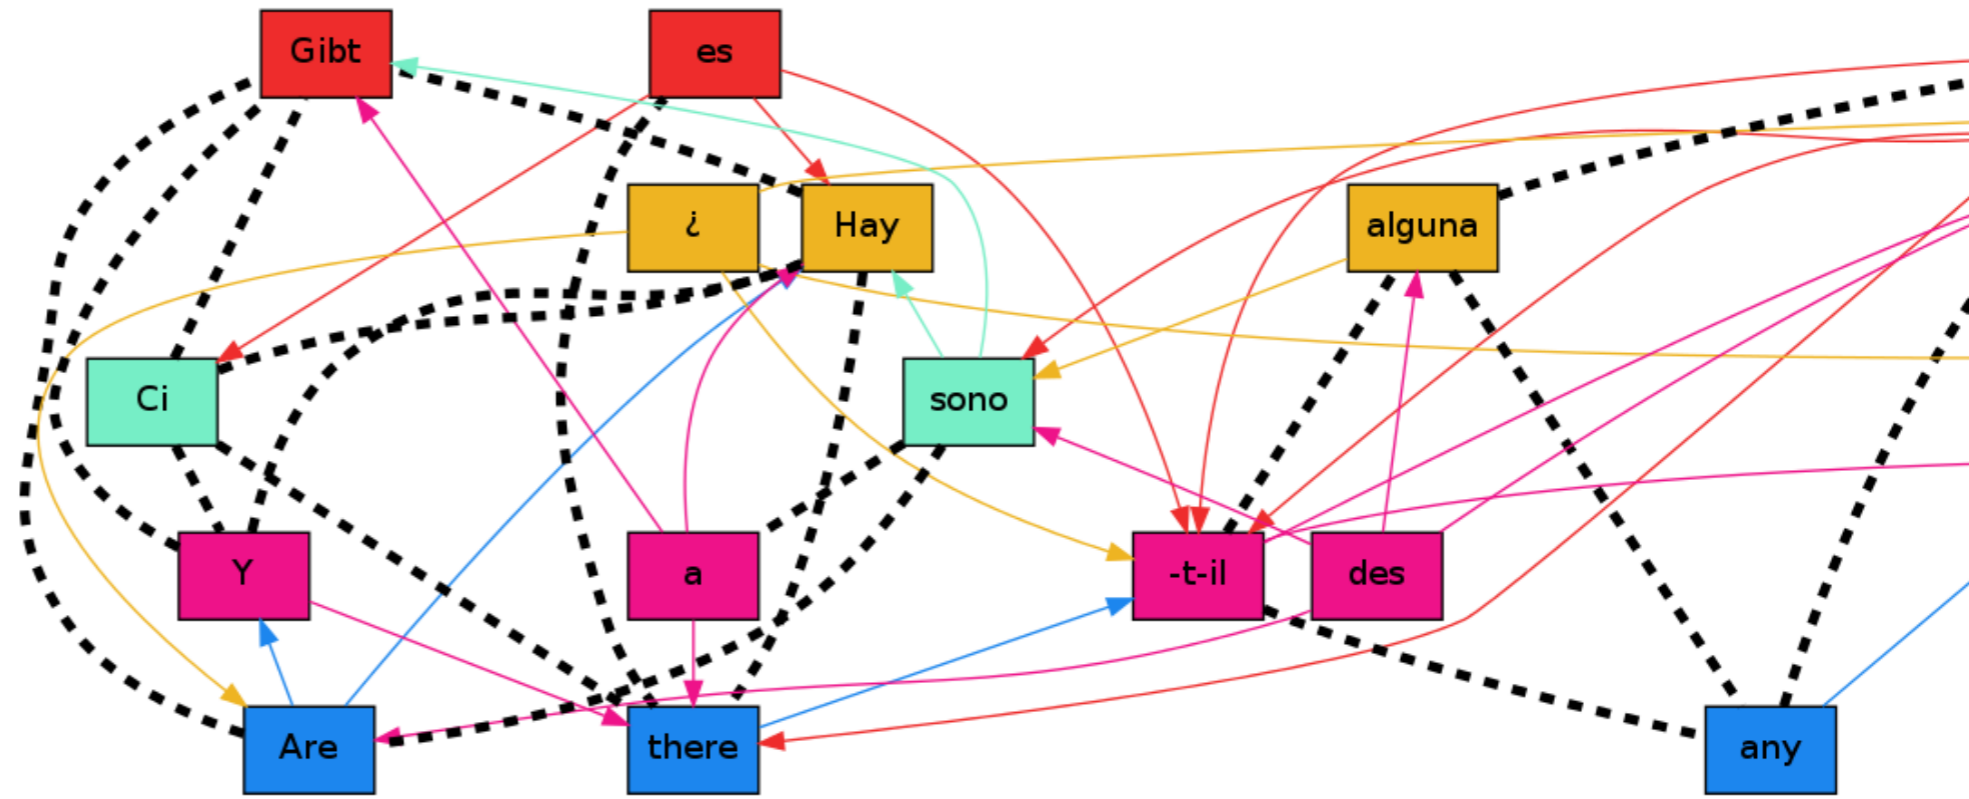 Gibt es
¿ Hay alguna
Ci sono
Y a -t-il des
Are there any